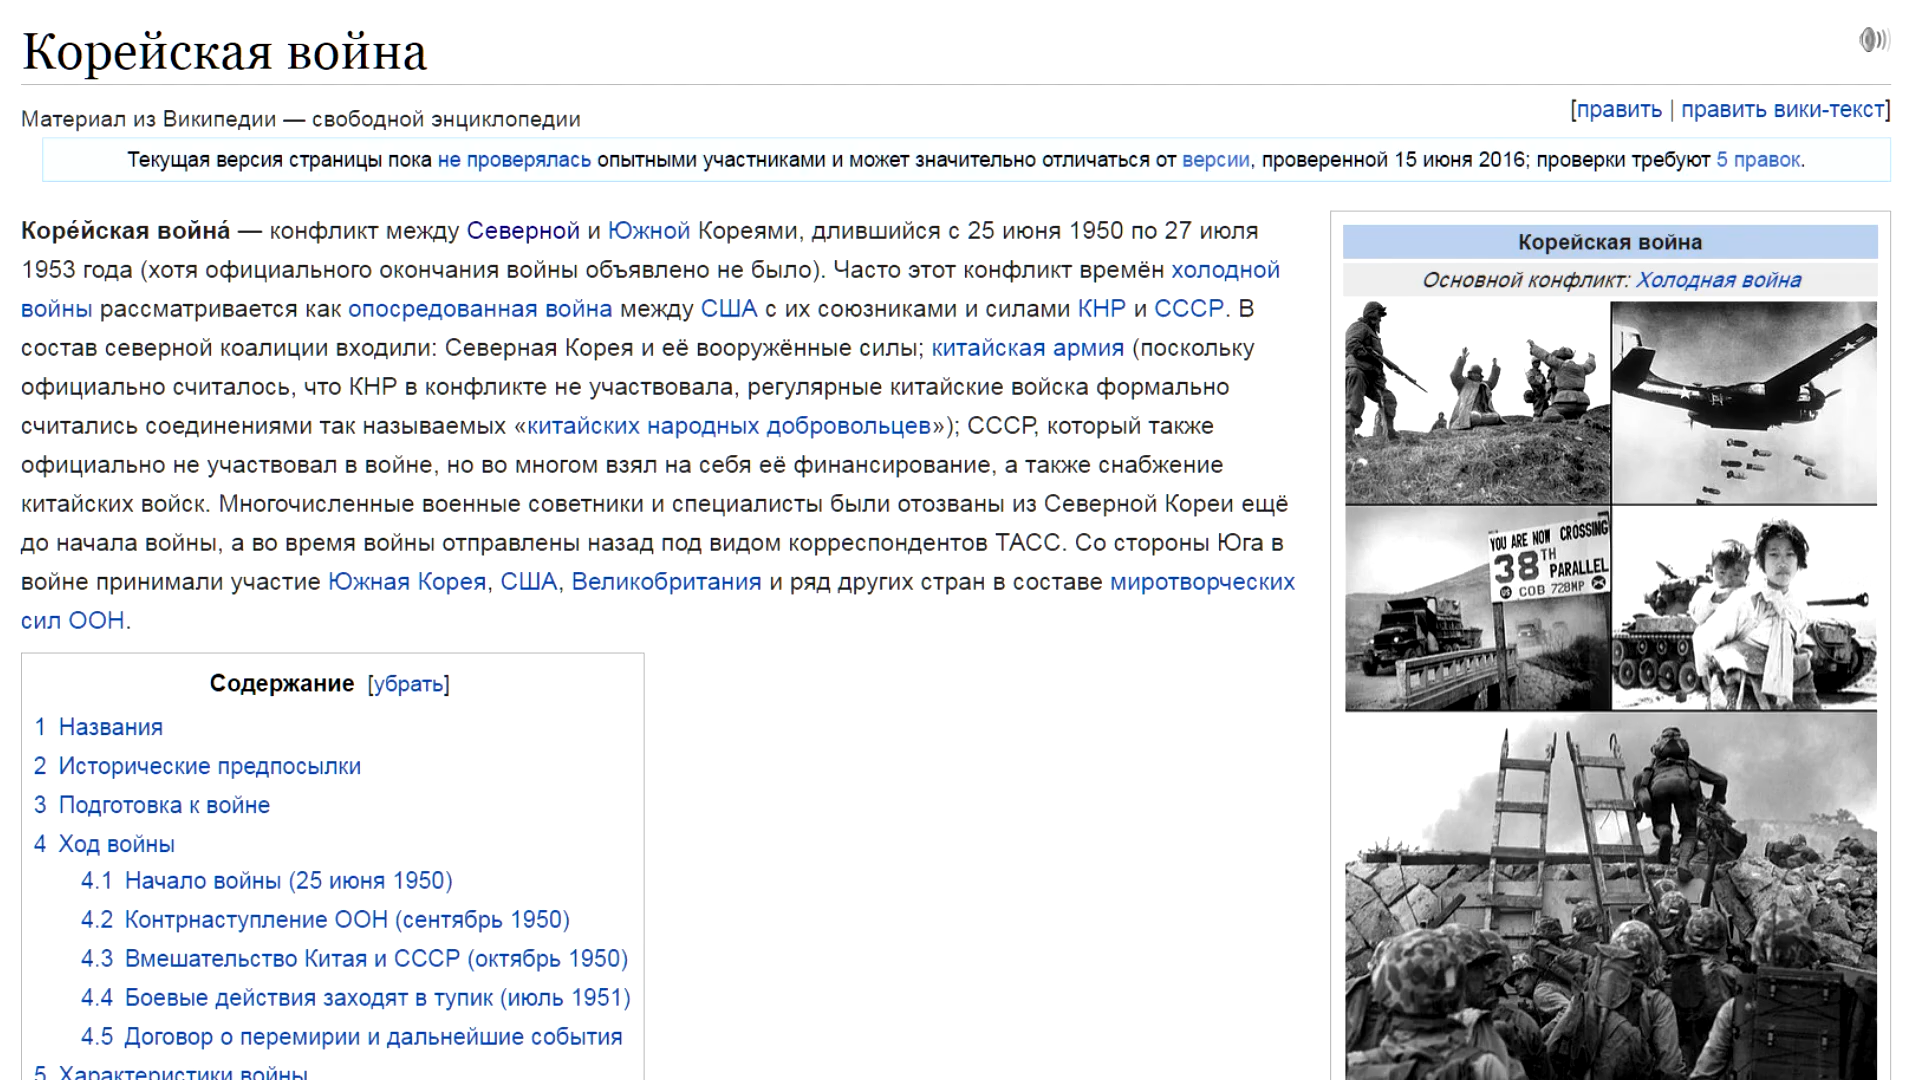 Корейская война
[править | править вики-текст]
Материал из Википедии — свободной энциклопедии
Текущая версия страницы пока не проверялась опытными участниками и может значительно отличаться от версии, проверенной 15 июня 2016; проверки требуют 5 правок.
Коре́йская война́ — конфликт между Северной и Южной Кореями, длившийся с 25 июня 1950 по 27 июля
1953 года (хотя официального окончания войны объявлено не было). Часто этот конфликт времён холодной
войны рассматривается как опосредованная война между США с их союзниками и силами КНР и СССР. В
состав северной коалиции входили: Северная Корея и её вооружённые силы; китайская армия (поскольку
официально считалось, что КНР в конфликте не участвовала, регулярные китайские войска формально
считались соединениями так называемых «китайских народных добровольцев»); СССР, который также
официально не участвовал в войне, но во многом взял на себя её финансирование, а также снабжение
китайских войск. Многочисленные военные советники и специалисты были отозваны из Северной Кореи ещё
до начала войны, а во время войны отправлены назад под видом корреспондентов ТАСС. Со стороны Юга в
войне принимали участие Южная Корея, США, Великобритания и ряд других стран в составе миротворческих
сил ООН.
Содержание [убрать]
1 Названия
2 Исторические предпосылки
3 Подготовка к войне
4 Ход войны
4.1 Начало войны (25 июня 1950)
4.2 Контрнаступление ООН (сентябрь 1950)
4.3 Вмешательство Китая и СССР (октябрь 1950)
4.4 Боевые действия заходят в тупик (июль 1951)
4.5 Договор о перемирии и дальнейшие события
5 Характеристики войны
Корейская война
Основной конфликт: Холодная война
YOU ARE NOW CROSSING
38TH PARALLEL
US COB 728MP